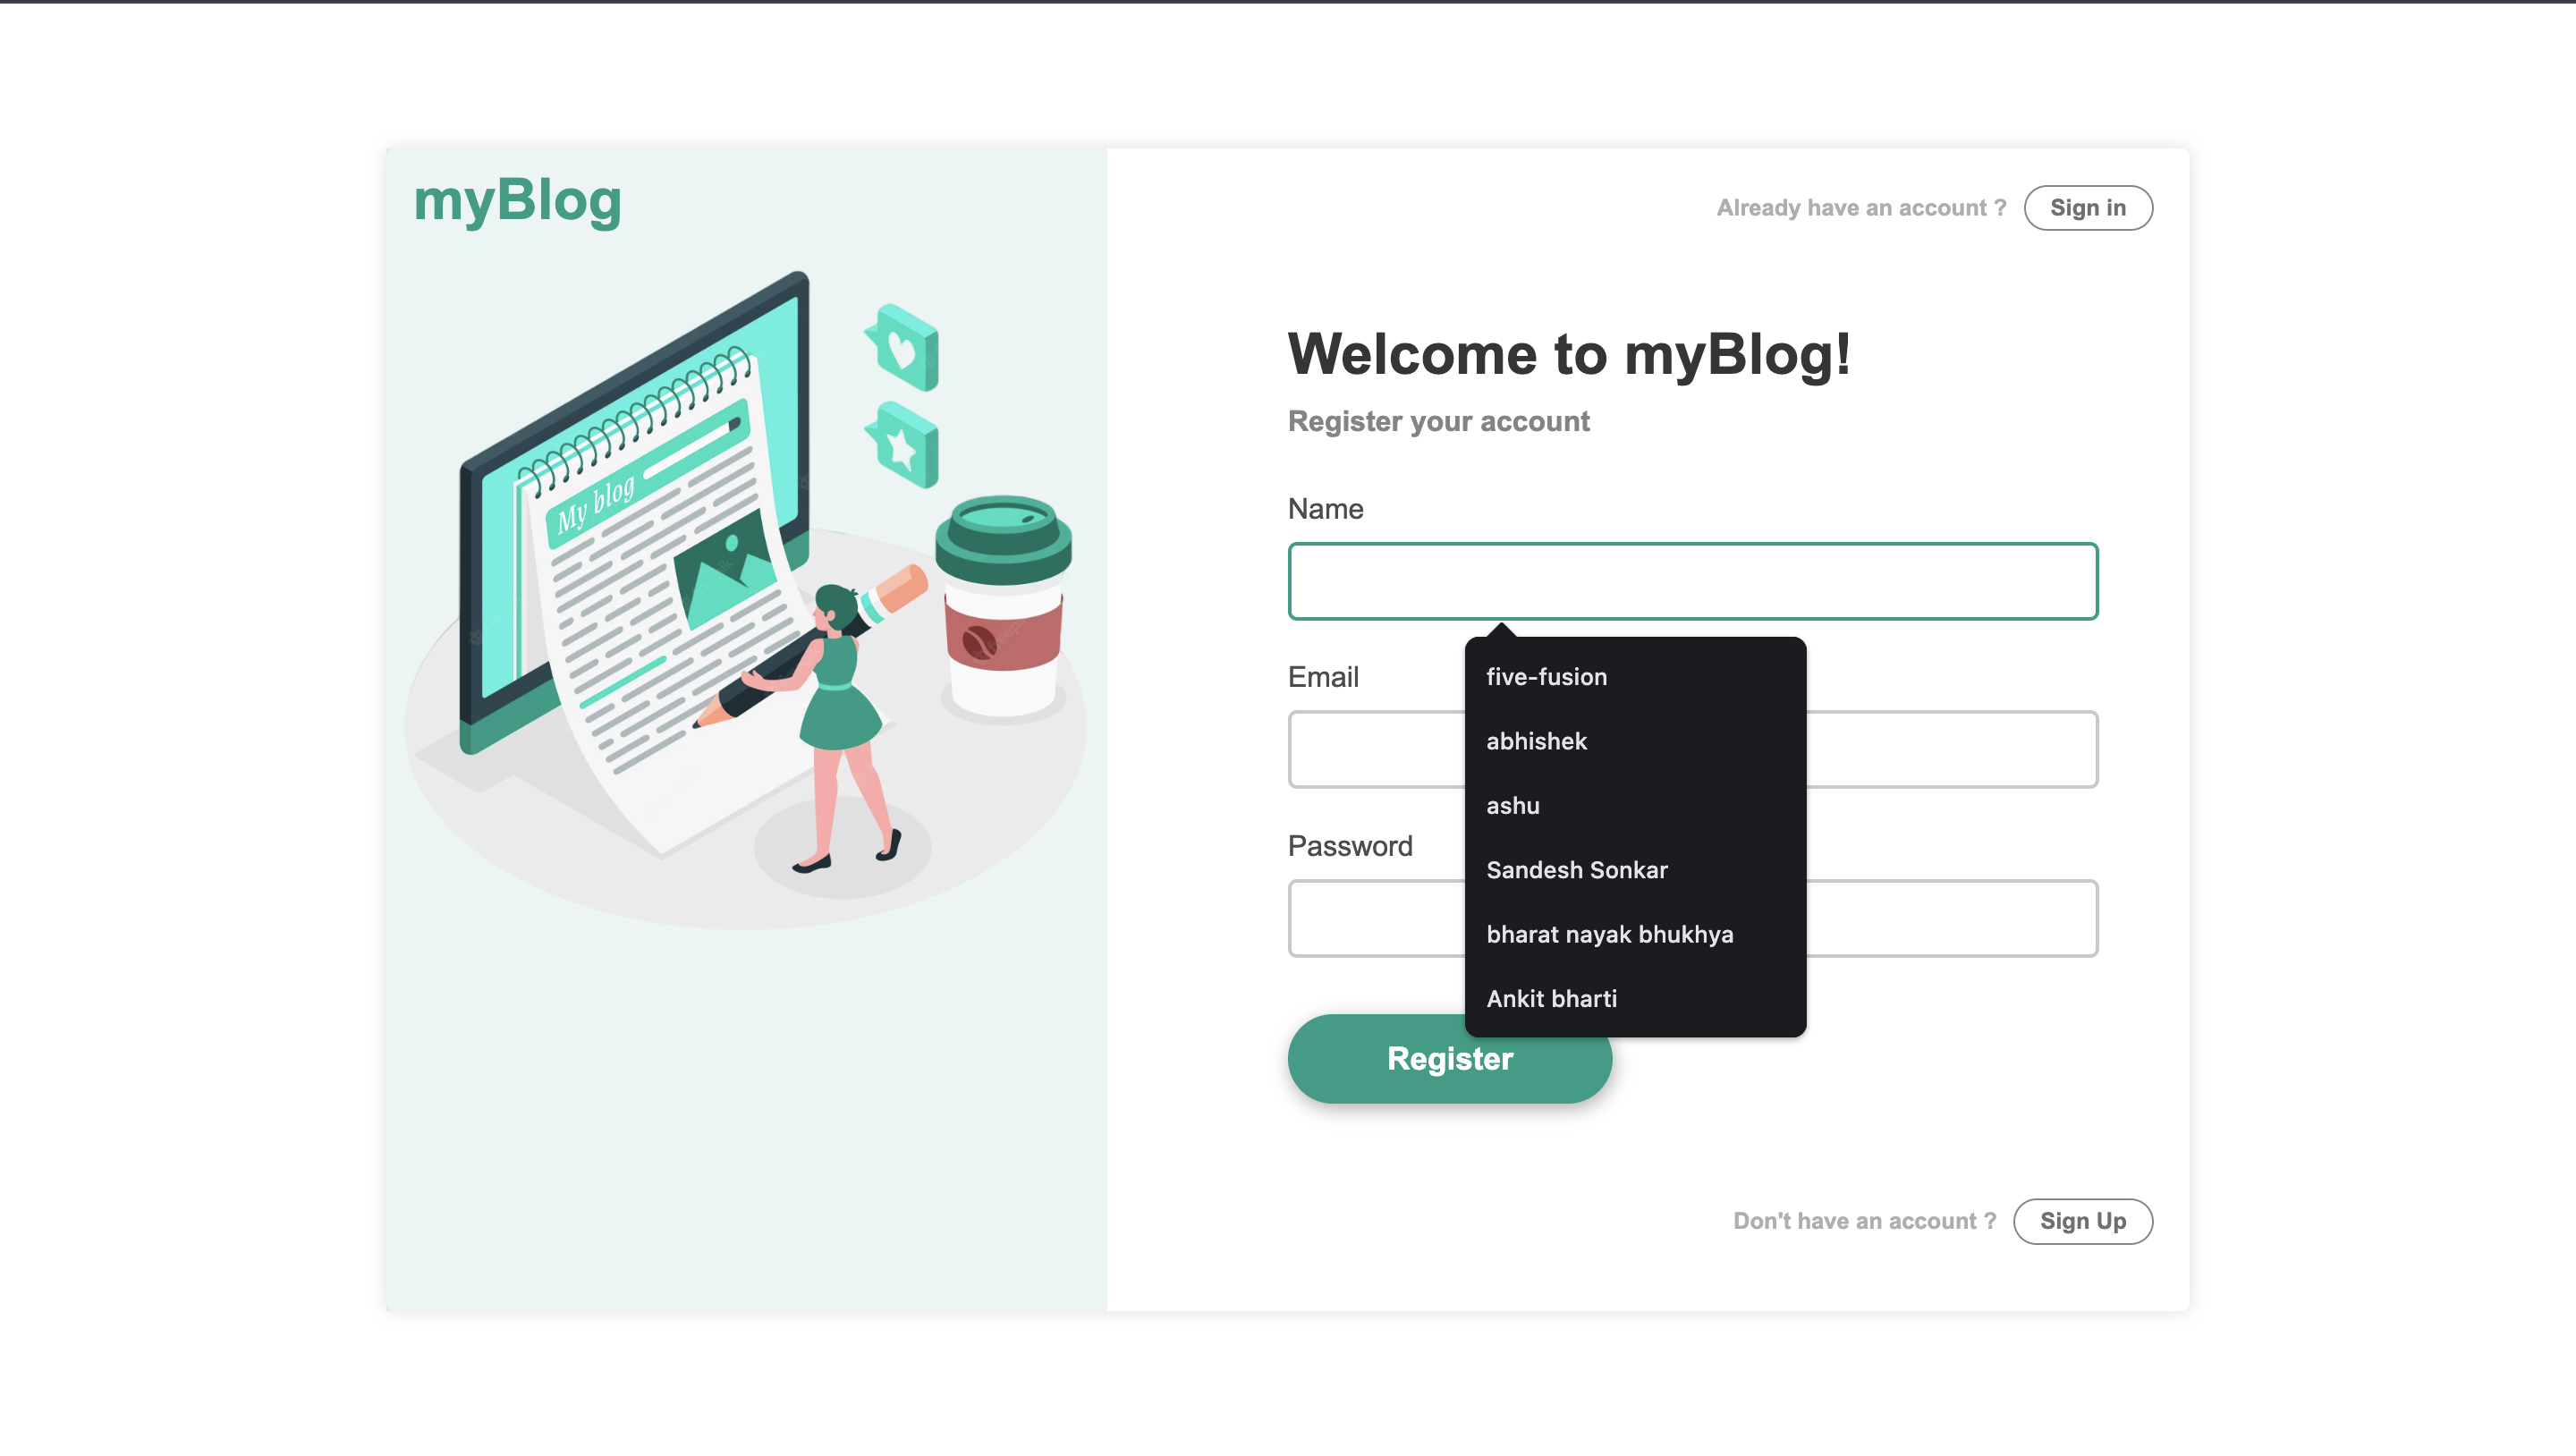 myBlog
My blog
Already have an account ?
Sign in
Welcome to myBlog!
Register your account
Name
Email
Password
five-fusion
abhishek
ashu
Sandesh Sonkar
bharat nayak bhukhya
Ankit bharti
Register
Don't have an account ?
Sign Up